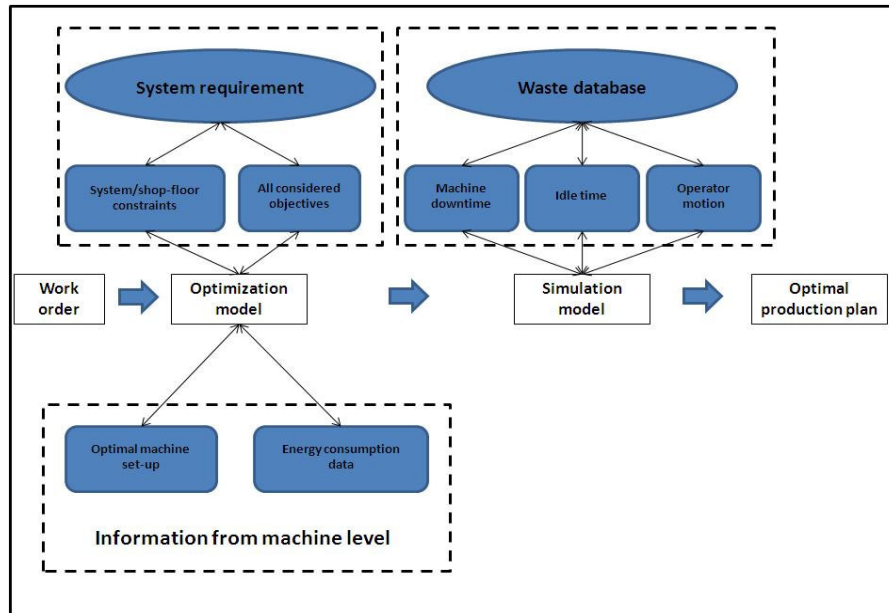 System requirement
Waste database
System/shop-floor
constraints
All considered
objectives
Machine
downtime
Idle time
Operator
motion
Work
order
Optimization
model
Simulation
model
Optimal
production plan
Optimal machine
set-up
Energy consumption
data
Information from machine level